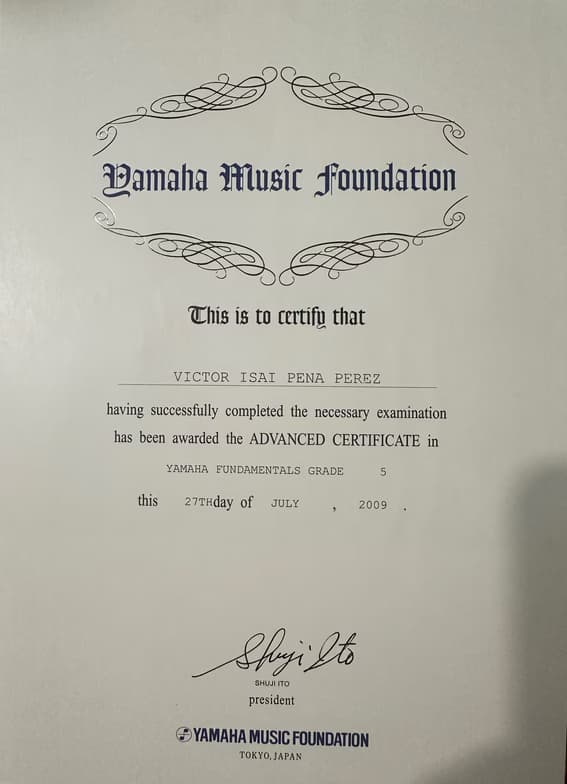 Yamaha Music Foundation
This is to certify that
VICTOR ISAI PENA PEREZ
having successfully completed the necessary examination
has been awarded the ADVANCED CERTIFICATE in
YAMAHA FUNDAMENTALS GRADE 5
this 27THday of JULY , 2009 .
Shuji Ito
SHUJI ITO
president
YAMAHA MUSIC FOUNDATION
TOKYO, JAPAN